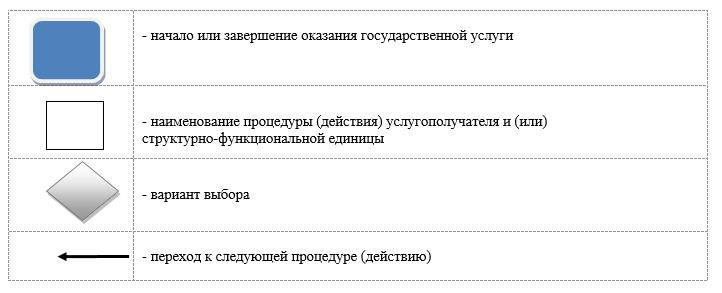 - начало или завершение оказания государственной услуги
- наименование процедуры (действия) услугополучателя и (или)
структурно-функциональной единицы
- вариант выбора
- переход к следующей процедуре (действию)